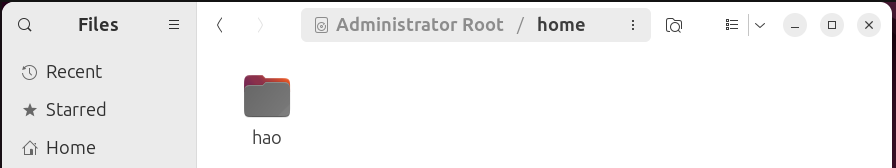 Files
Administrator Root / home
Recent
Starred
Home
hao